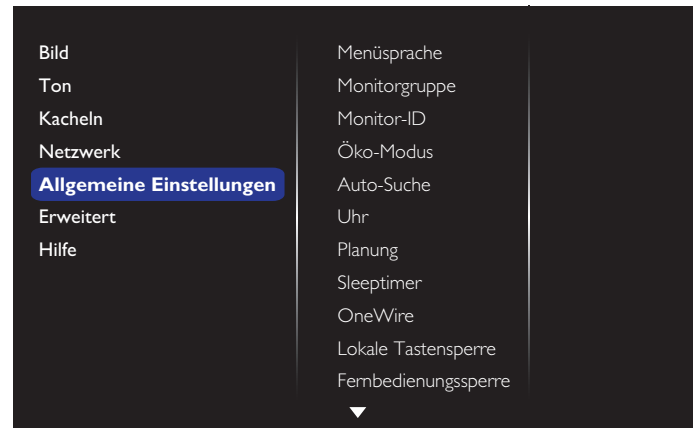 Bild
Ton
Kacheln
Netzwerk
Allgemeine Einstellungen
Erweitert
Hilfe
Menüsprache
Monitorgruppe
Monitor-ID
Öko-Modus
Auto-Suche
Uhr
Planung
Sleeptimer
OneWire
Lokale Tastensperre
Fernbedienungssperre